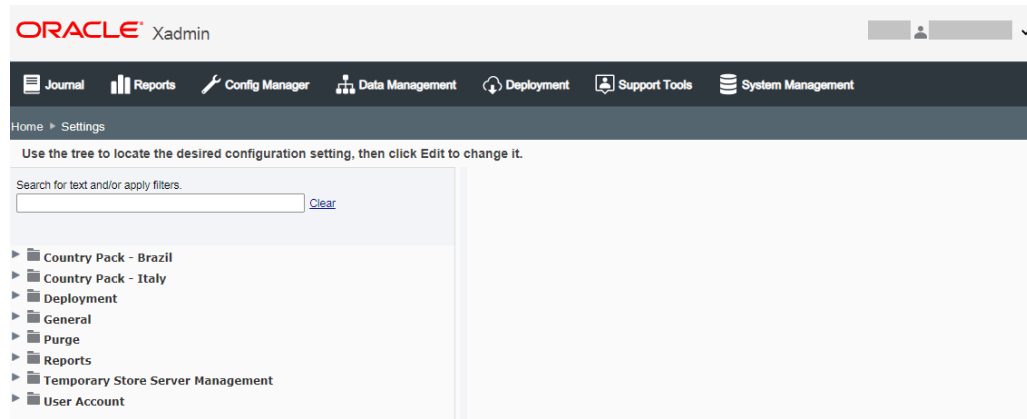 ORACLE Xadmin
Journal Reports Config Manager Data Management Deployment Support Tools System Management
Home Settings
Use the tree to locate the desired configuration setting, then click Edit to change it.
Search for text and/or apply filters.
Clear
Country Pack - Brazil
Country Pack - Italy
Deployment
General
Purge
Reports
Temporary Store Server Management
User Account